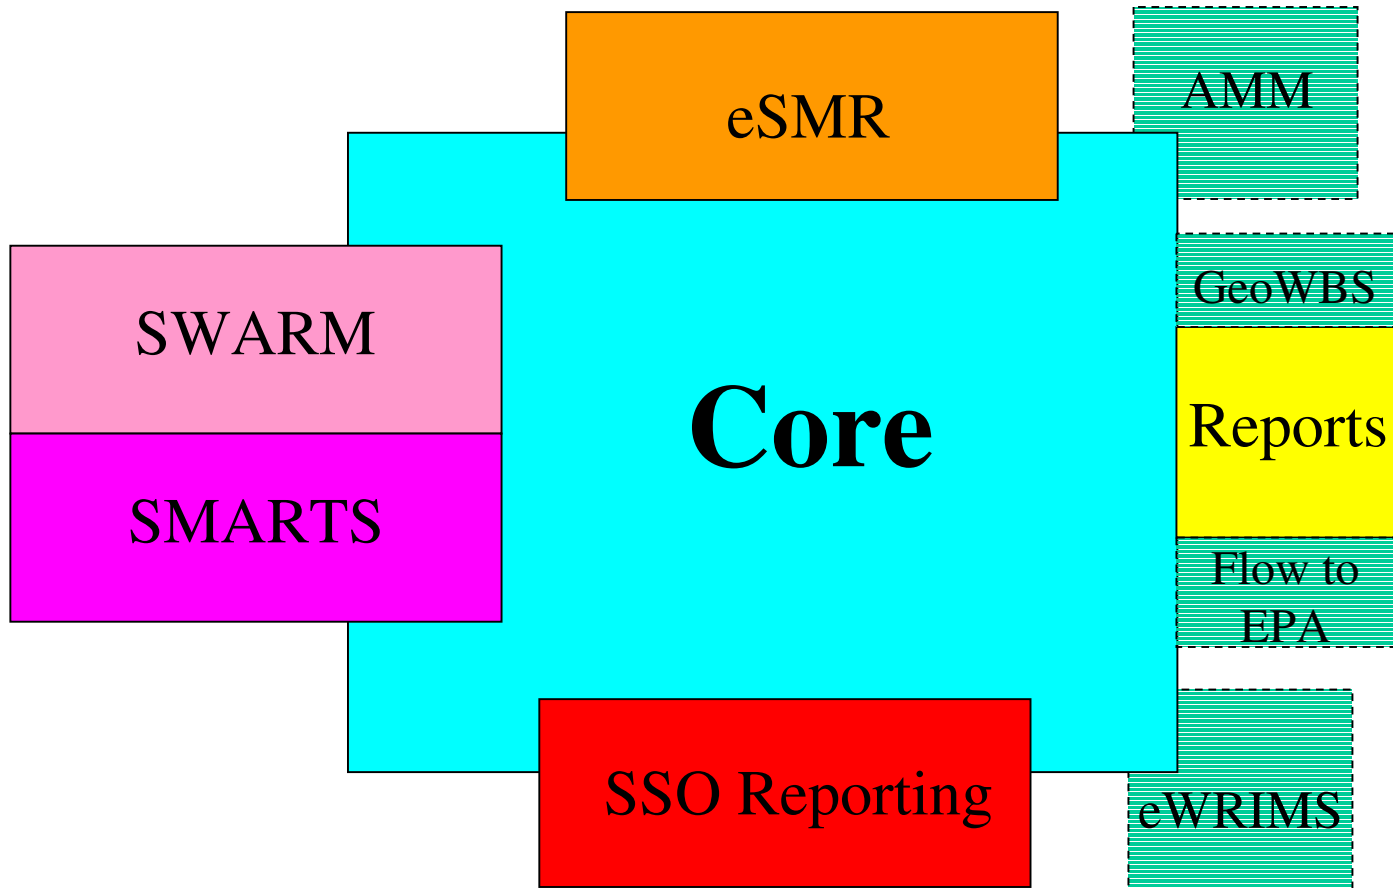 eSMR
AMM
GeoWBS
SWARM
Core
Reports
SMARTS
Flow to
EPA
SSO Reporting
eWRIMS